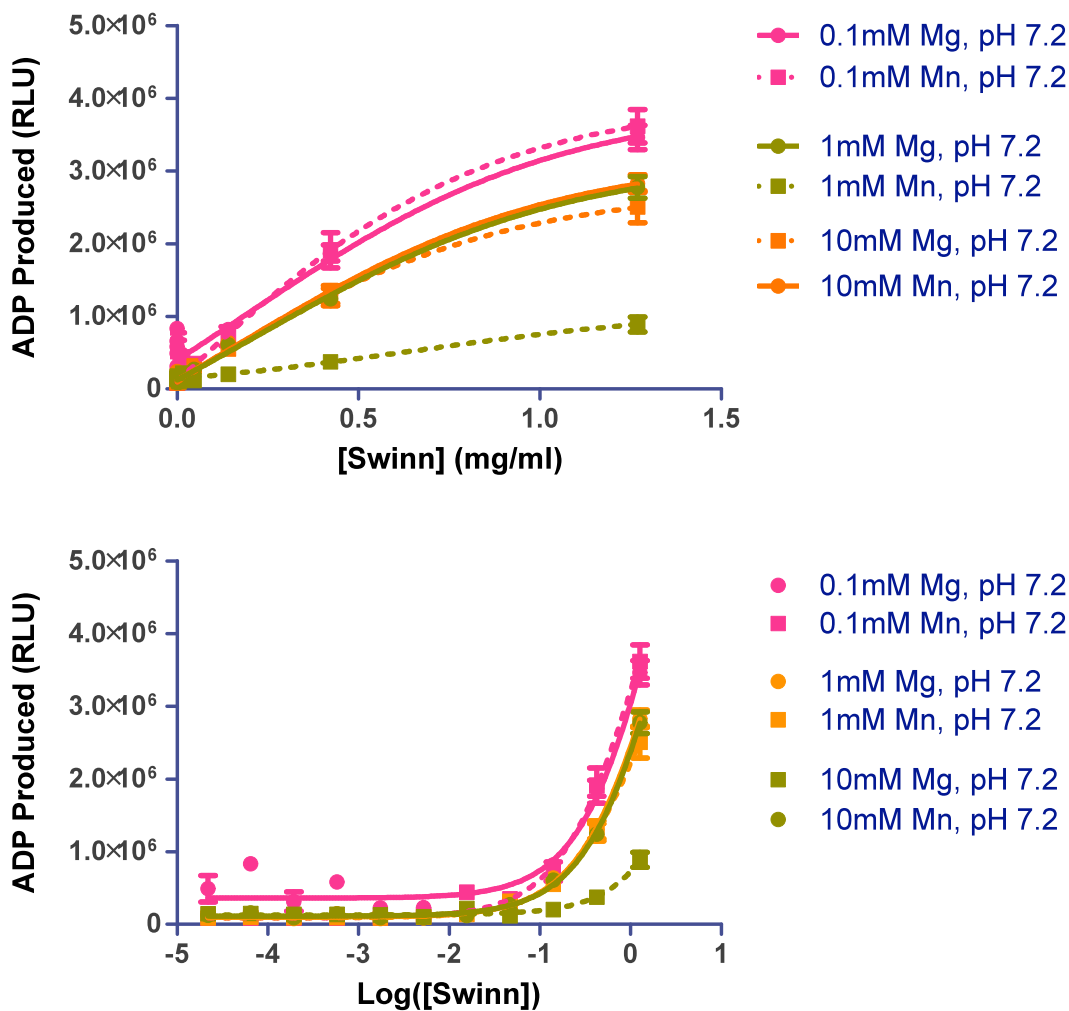 5.0×10⁶
4.0×10⁶
3.0×10⁶
2.0×10⁶
1.0×10⁶
0
ADP Produced (RLU)
0.0 0.5 1.0 1.5
[Swinn] (mg/ml)
0.1mM Mg, pH 7.2
0.1mM Mn, pH 7.2
1mM Mg, pH 7.2
1mM Mn, pH 7.2
10mM Mg, pH 7.2
10mM Mn, pH 7.2
5.0×10⁶
4.0×10⁶
3.0×10⁶
2.0×10⁶
1.0×10⁶
0
ADP Produced (RLU)
-5 -4 -3 -2 -1 0 1
Log([Swinn])
0.1mM Mg, pH 7.2
0.1mM Mn, pH 7.2
1mM Mg, pH 7.2
1mM Mn, pH 7.2
10mM Mg, pH 7.2
10mM Mn, pH 7.2